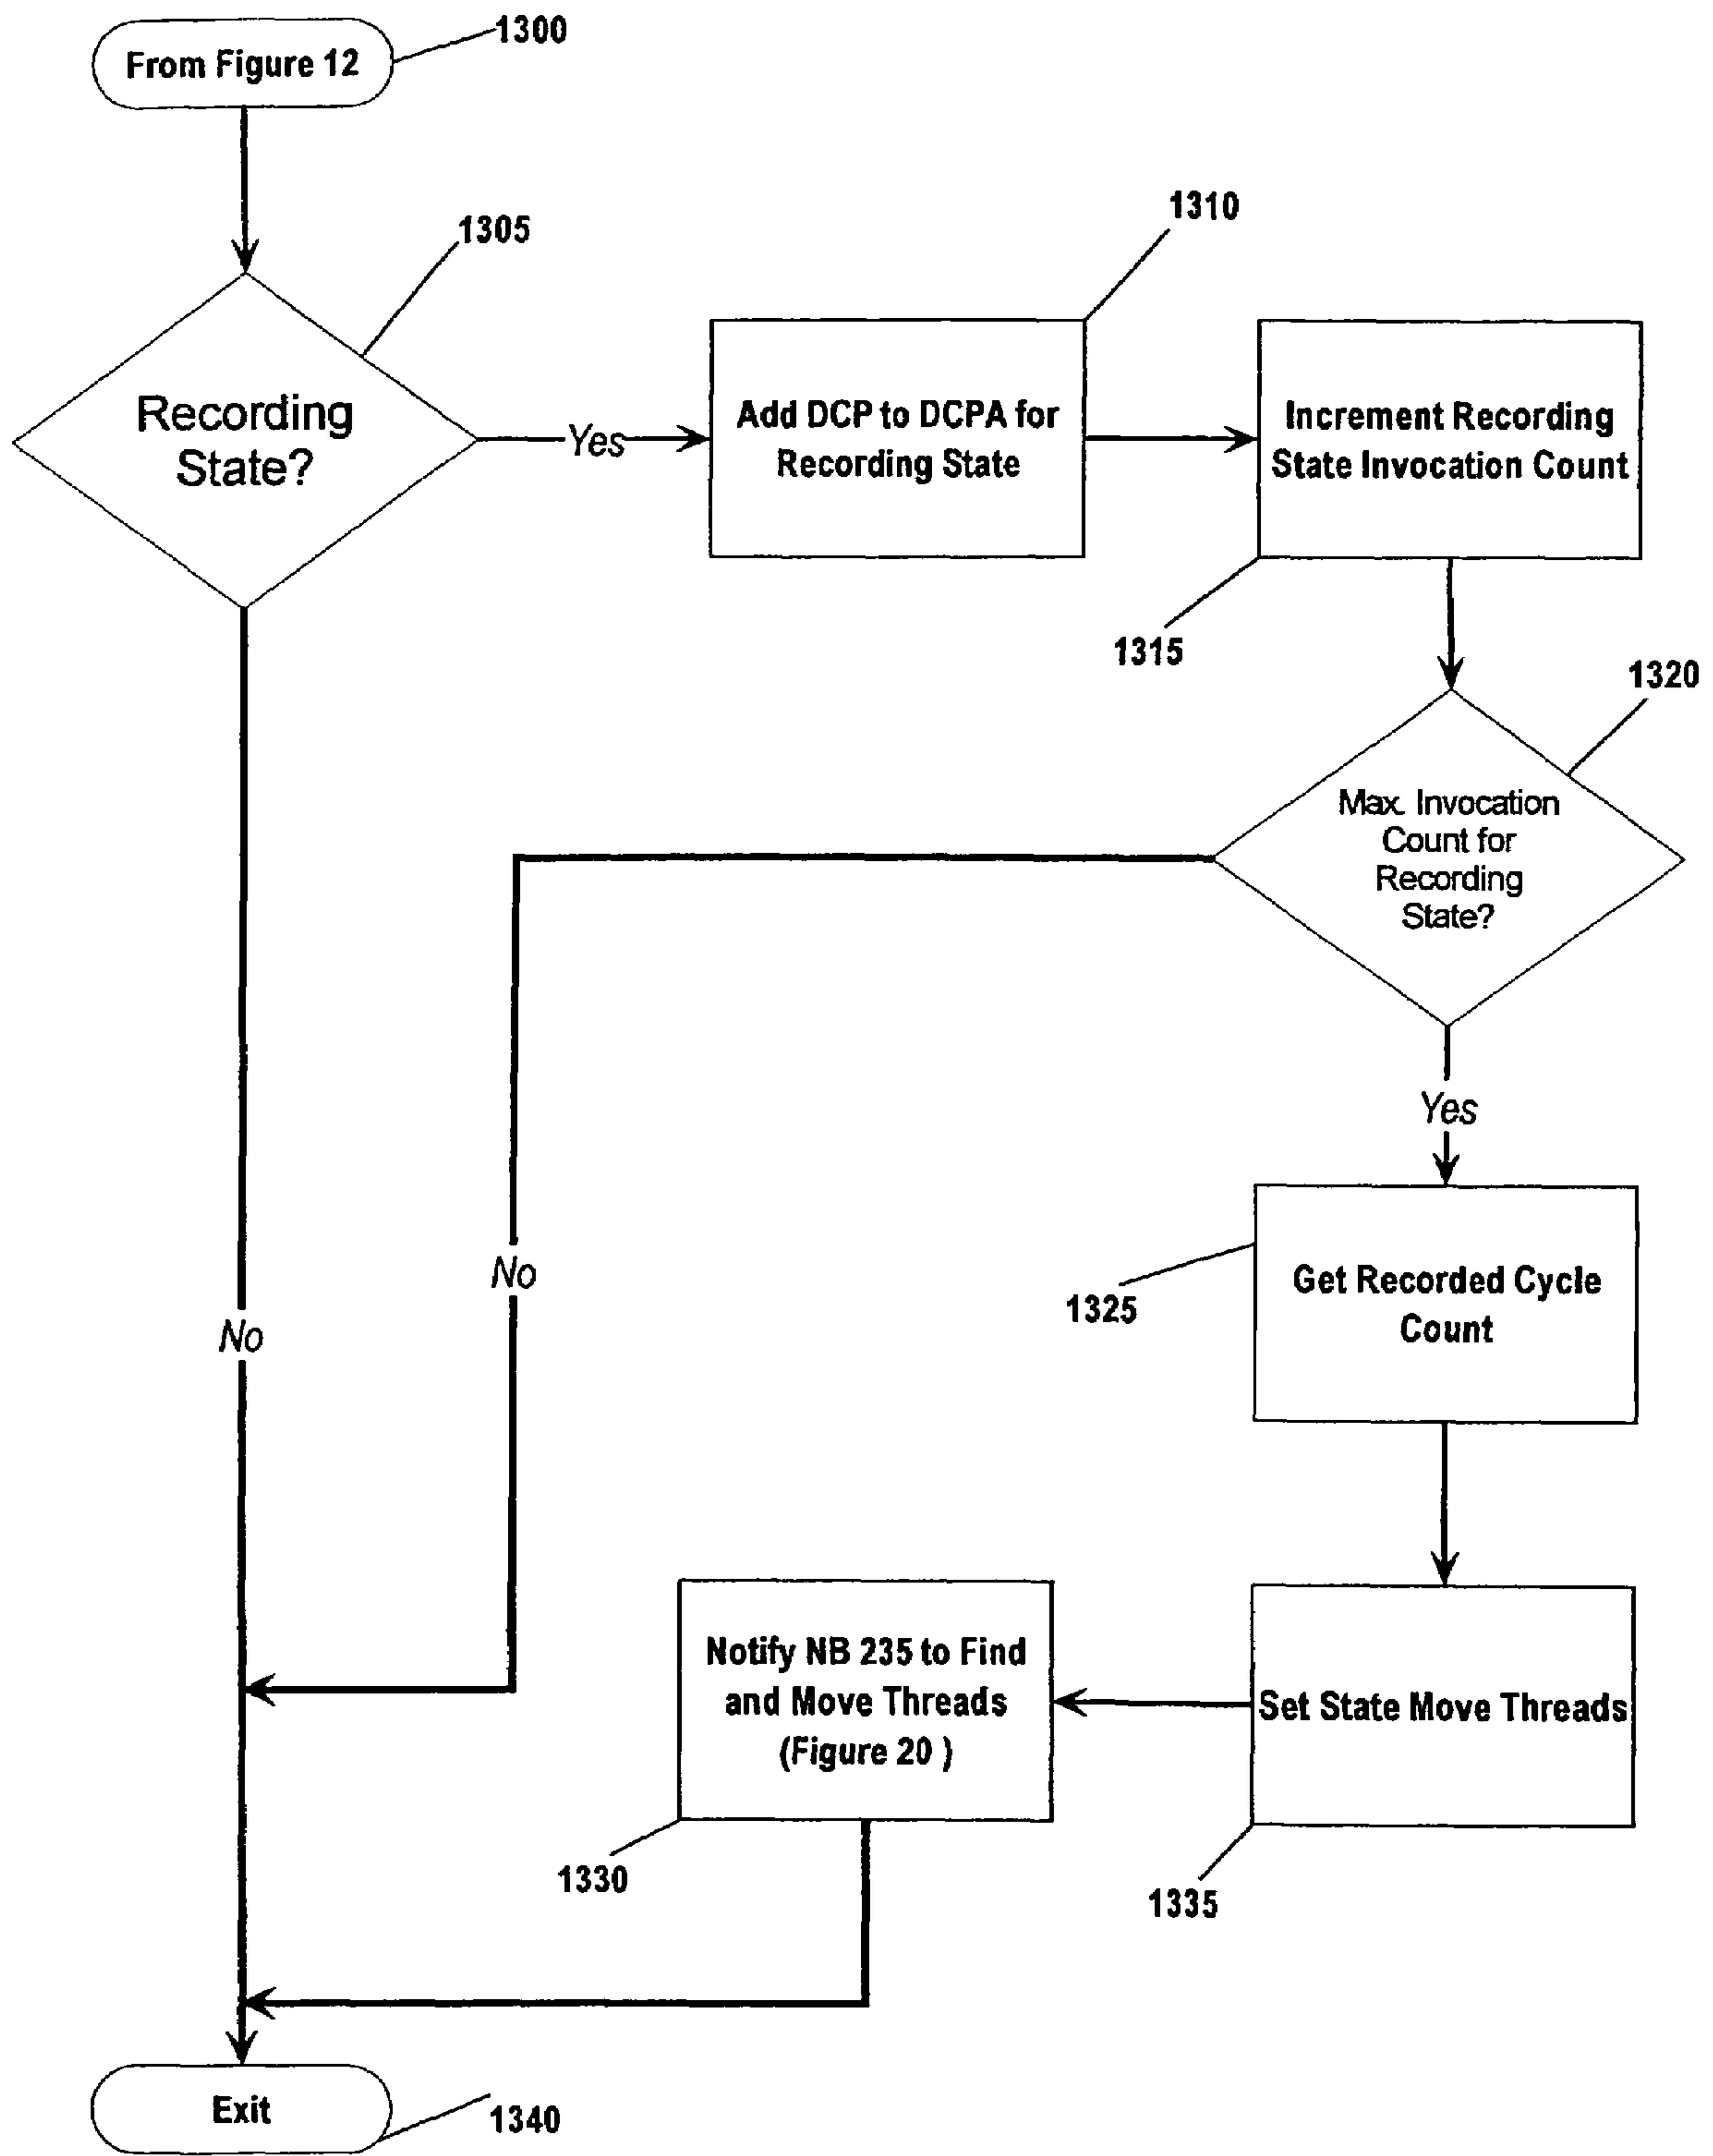 1300
From Figure 12
1305
1310
Recording
State?
Yes
Add DCP to DCPA for
Recording State
Increment Recording
State Invocation Count
1315
1320
Max. Invocation
Count for
Recording
State?
Yes
No
No
Get Recorded Cycle
Count
1325
Notify NB 235 to Find
and Move Threads
(Figure 20 )
Set State Move Threads
1330
1335
Exit
1340